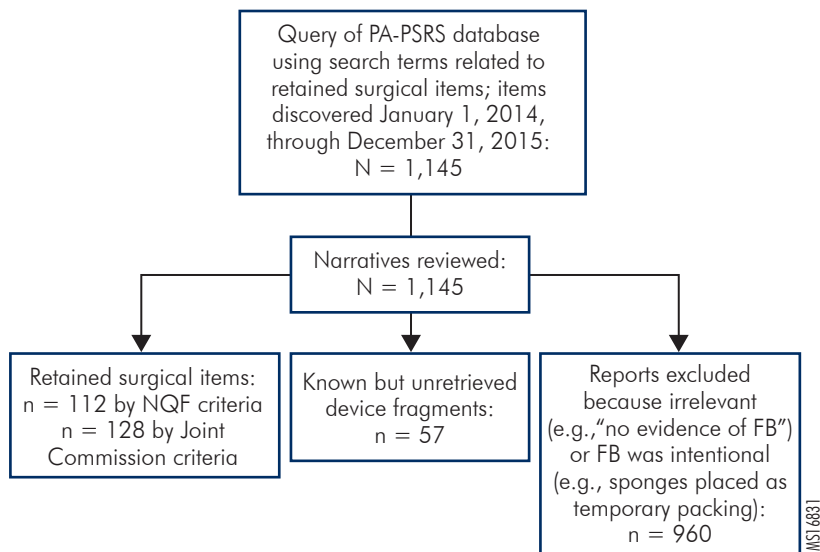 Query of PA-PSRS database
using search terms related to
retained surgical items; items
discovered January 1, 2014,
through December 31, 2015:
N = 1,145
Narratives reviewed:
N = 1,145
Retained surgical items:
n = 112 by NQF criteria
n = 128 by Joint
Commission criteria
Known but unretrieved
device fragments:
n = 57
Reports excluded
because irrelevant
(e.g.,“no evidence of FB”)
or FB was intentional
(e.g., sponges placed as
temporary packing):
n = 960
MS16831